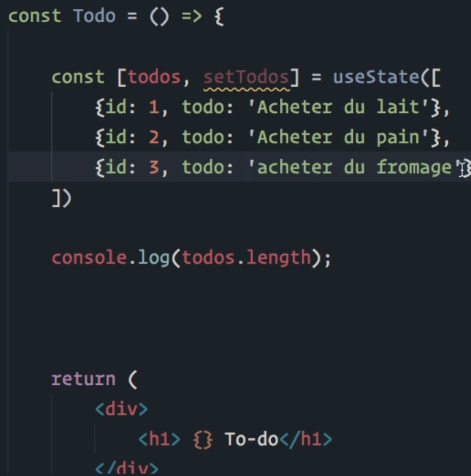 const Todo = () => {
const [todos, setTodos] = useState([
{id: 1, todo: 'Acheter du lait'},
{id: 2, todo: 'Acheter du pain'},
{id: 3, todo: 'acheter du fromage'}
])
console.log(todos.length);
return (
<div>
<h1> {} To-do</h1>
</div>